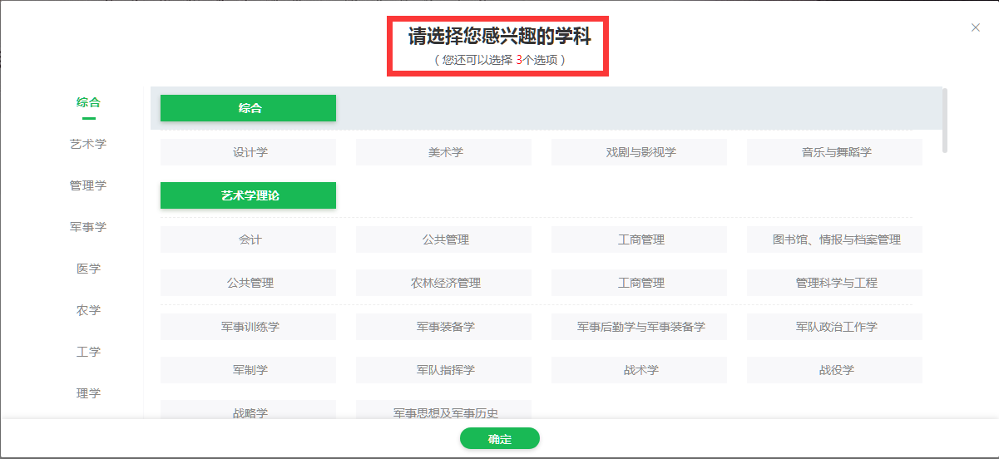 请选择您感兴趣的学科
（您还可以选择 3个选项）
综合
艺术学
管理学
军事学
医学
农学
工学
理学
综合
设计学 美术学 戏剧与影视学 音乐与舞蹈学
艺术学理论
会计 公共管理 工商管理 图书馆、情报与档案管理
公共管理 农林经济管理 工商管理 管理科学与工程
军事训练学 军事装备学 军事后勤学与军事装备学 军队政治工作学
军制学 军队指挥学 战术学 战役学
战略学 军事思想及军事历史
确定